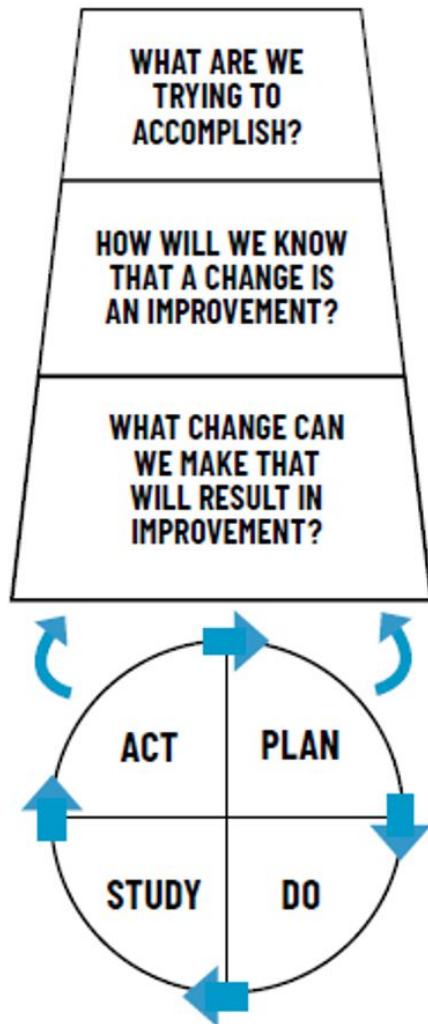 WHAT ARE WE
TRYING TO
ACCOMPLISH?
HOW WILL WE KNOW
THAT A CHANGE IS
AN IMPROVEMENT?
WHAT CHANGE CAN
WE MAKE THAT
WILL RESULT IN
IMPROVEMENT?
ACT PLAN
STUDY DO